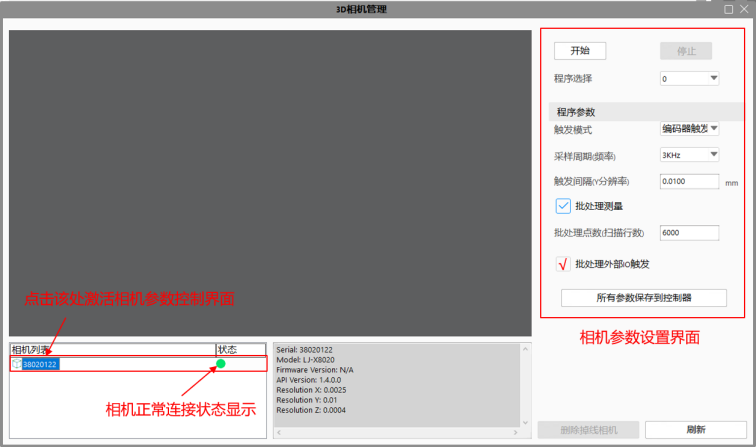 3D相机管理
开始
停止
程序选择
0
程序参数
触发模式
编码器触发
采样周期(频率)
3KHz
触发间隔(Y分辨率)
0.0100
mm
批处理测量
批处理点数(扫描行数)
6000
批处理外部IO触发
所有参数保存到控制器
相机参数设置界面
点击该处激活相机参数控制界面
相机列表
状态
38020122
相机正常连接状态显示
Serial: 38020122
Model: LJ-X8020
Firmware Version: N/A
API Version: 1.4.0.0
Resolution X: 0.0025
Resolution Y: 0.01
Resolution Z: 0.0004
删除掉线相机
刷新